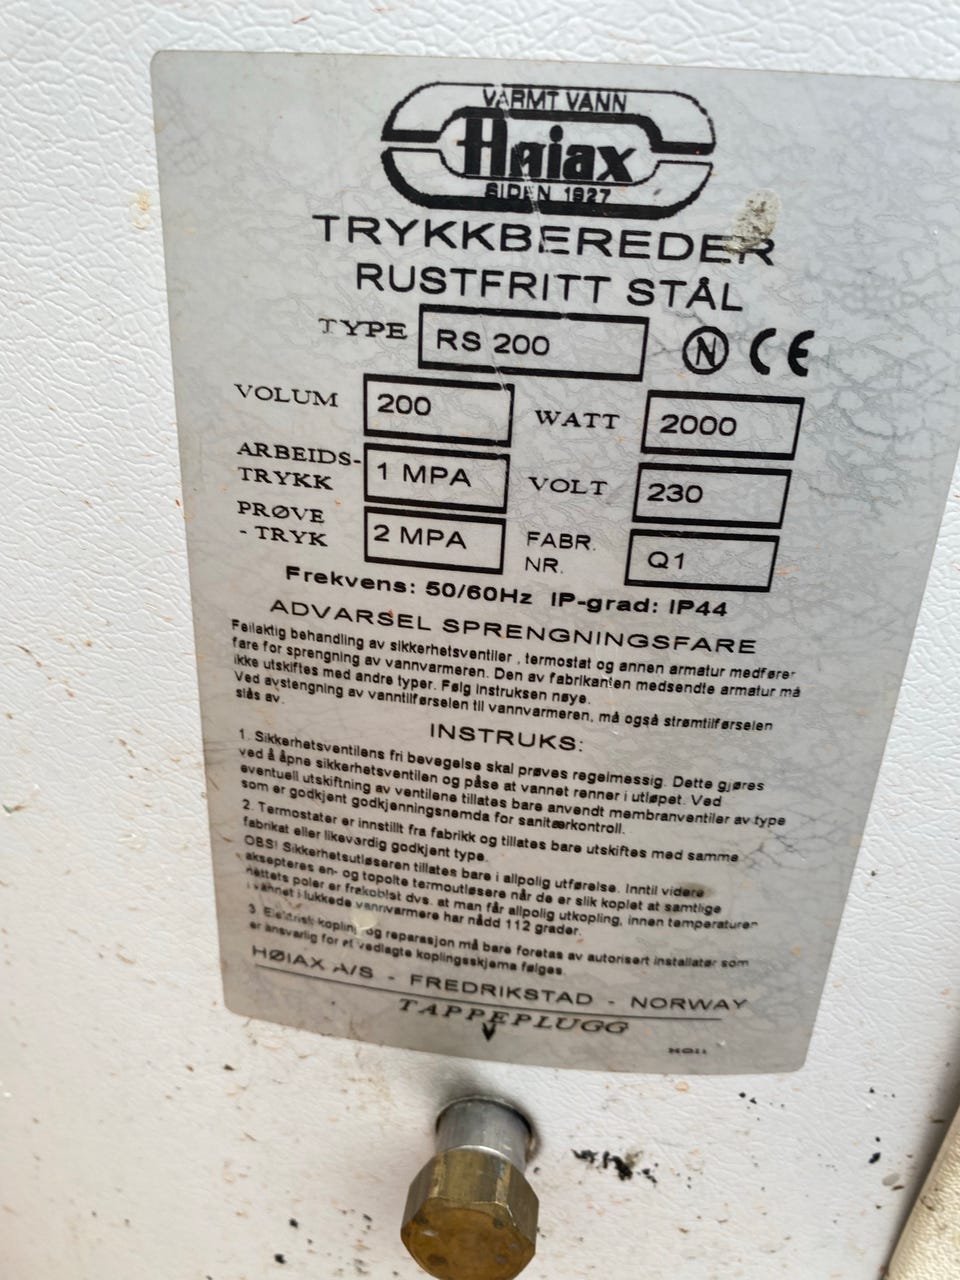 VARMT VANN
Høiax
SIDEN 1927
TRYKKBEREDER
RUSTFRITT STÅL
TYPE RS 200 N CE
VOLUM 200 WATT 2000
ARBEIDS-
TRYKK 1 MPA VOLT 230
PRØVE
- TRYK 2 MPA FABR.
NR. Q1
Frekvens: 50/60Hz IP-grad: IP44
ADVARSEL SPRENGNINGSFARE
Feilaktig behandling av sikkerhetsventiler , termostat og annen armatur medfører
fare for sprengning av vannvarmeren. Den av fabrikanten medsendte armatur må
ikke utskiftes med andre typer. Følg instruksen nøye.
Ved avstengning av vanntilførselen til vannvarmeren, må også strømtilførselen
slås av.
INSTRUKS:
1. Sikkerhetsventilens fri bevegelse skal prøves regelmessig. Dette gjøres
ved å åpne sikkerhetsventilen og påse at vannet renner i utløpet. Ved
eventuell utskiftning av ventilene tillates bare anvendt membranventiler av type
som er godkjent godkjenningsnemda for sanitærkontroll.
2. Termostater er innstilt fra fabrikk og tillates bare utskiftes med samme
fabrikat eller likeverdig godkjent type.
OBS! Sikkerhetsutløseren tillates bare i allpolig utførelse. Inntil videre
aksepteres en- og topolte termoutløsere når de er slik koplet at samtlige
nettets poler er frakoblst dvs. at man får allpolig utkopling, innen temperaturen
i vannet i lukkede vannvarmere har nådd 112 grader.
3. Elektrisk kopling og reparasjon må bare foretas av autorisert installatør som
er ansvarlig for at vedlagte koplingsskjema følges.
HØIAX A/S - FREDRIKSTAD - NORWAY
TAPPEPLUGG